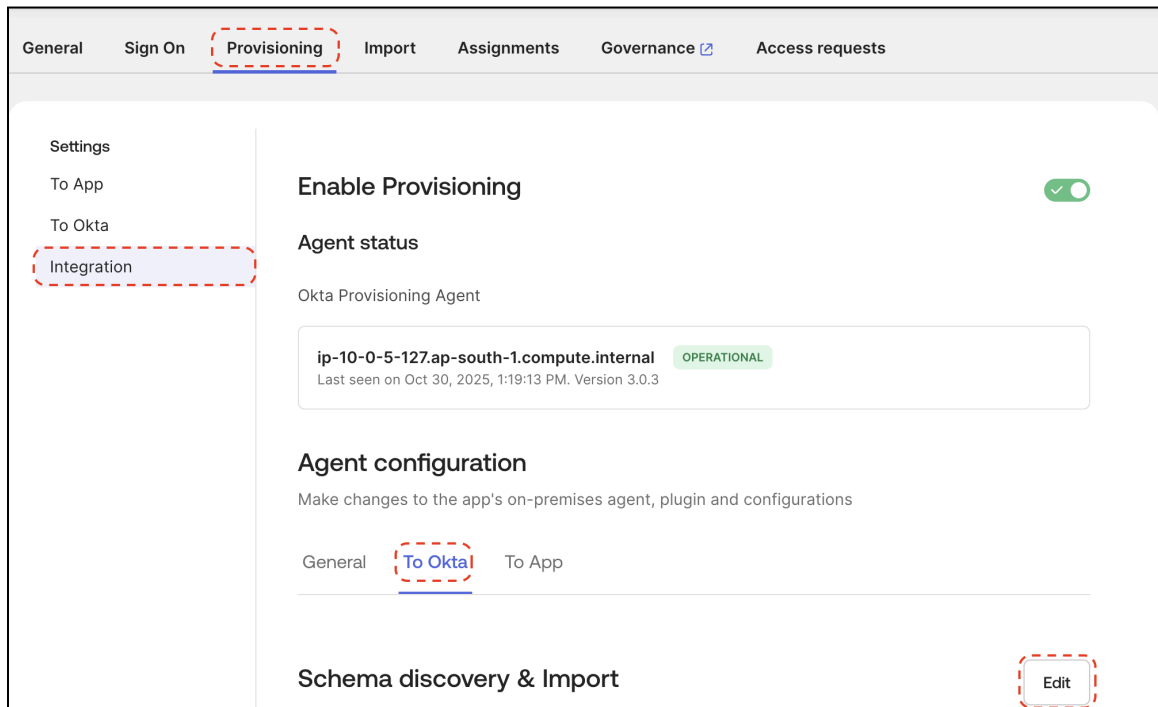 General Sign On Provisioning Import Assignments Governance Access requests
Settings
To App
To Okta
Integration
Enable Provisioning
Agent status
Okta Provisioning Agent
ip-10-0-5-127.ap-south-1.compute.internal OPERATIONAL
Last seen on Oct 30, 2025, 1:19:13 PM. Version 3.0.3
Agent configuration
Make changes to the app's on-premises agent, plugin and configurations
General To Okta To App
Schema discovery & Import Edit